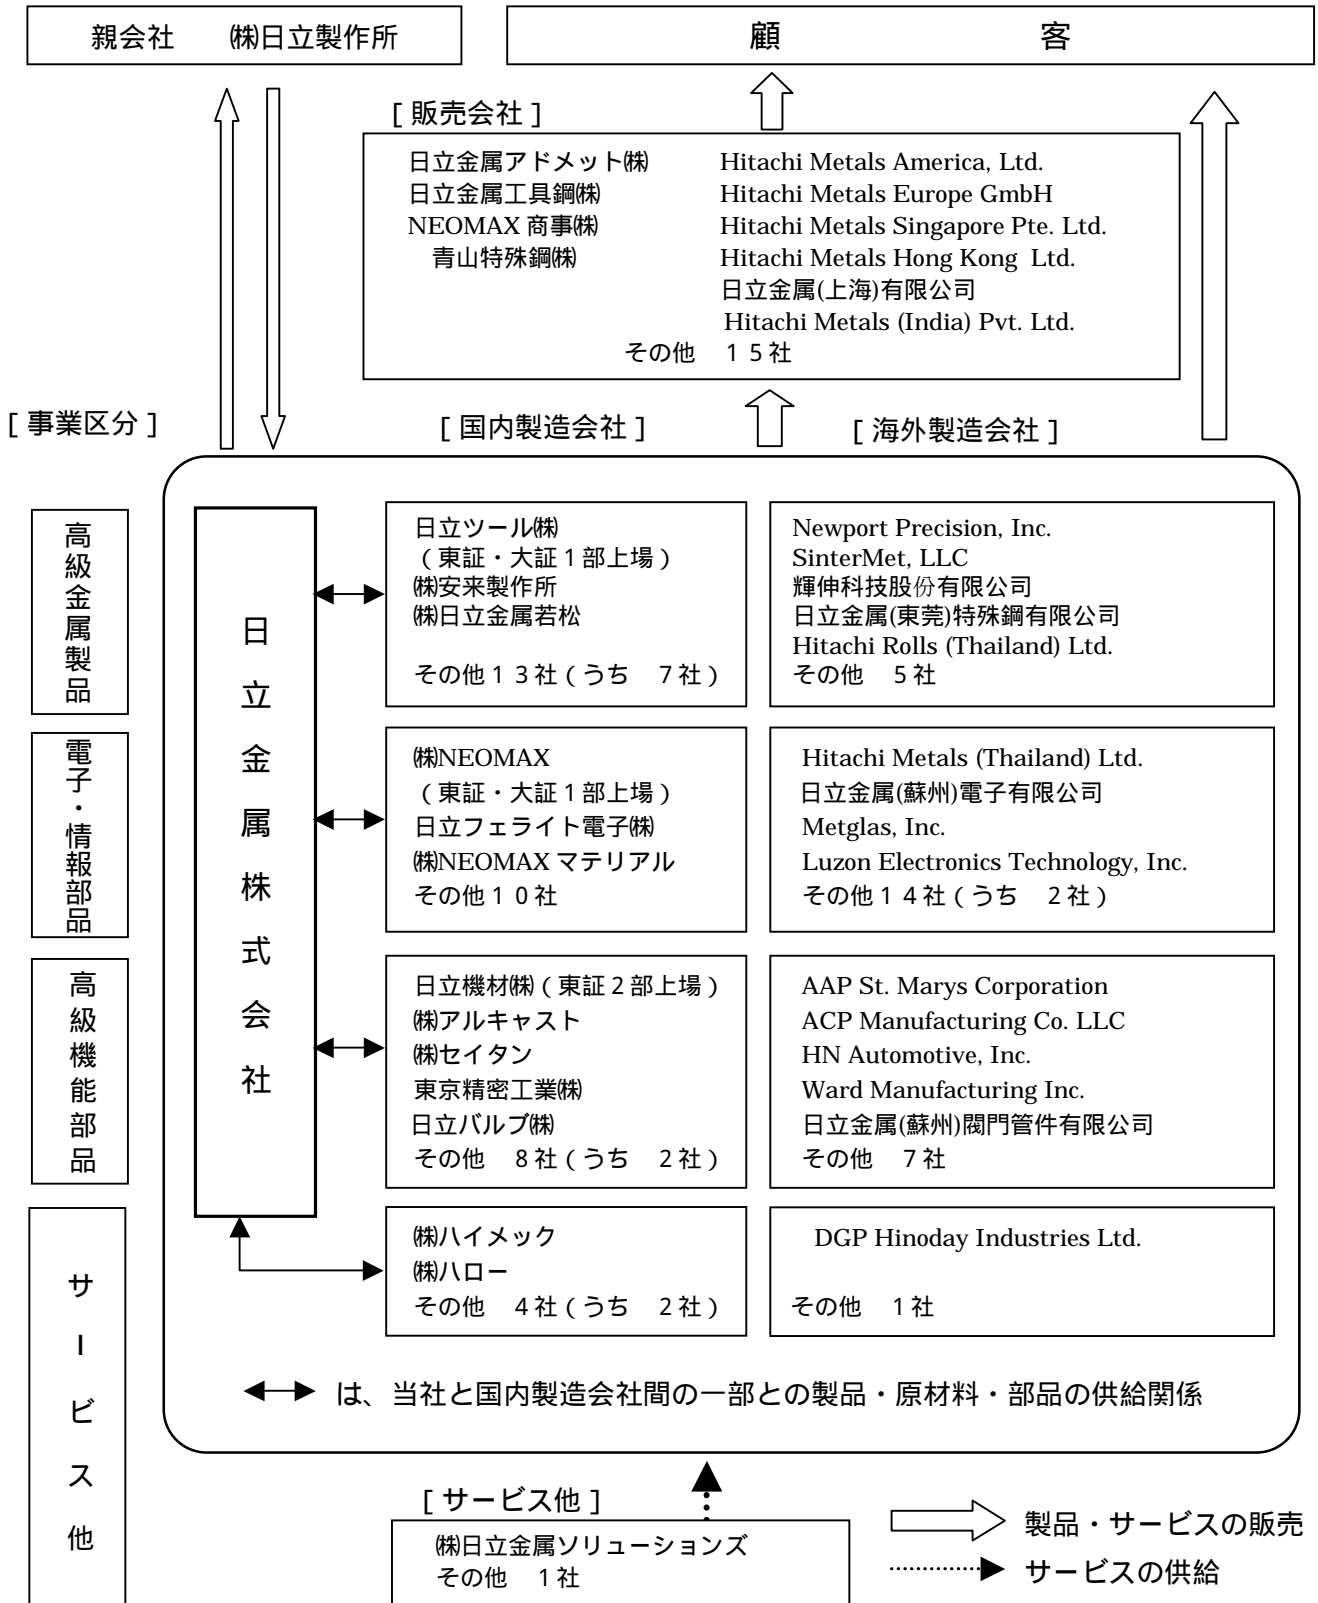 親会社　㈱日立製作所
顧　客
[ 販売会社 ]
日立金属アドメット㈱　Hitachi Metals America, Ltd.
日立金属工具鋼㈱　Hitachi Metals Europe GmbH
NEOMAX 商事㈱　Hitachi Metals Singapore Pte. Ltd.
青山特殊鋼㈱　Hitachi Metals Hong Kong Ltd.
日立金属(上海)有限公司
Hitachi Metals (India) Pvt. Ltd.
その他　１５社
[ 事業区分 ]
[ 国内製造会社 ]
[ 海外製造会社 ]
日立金属株式会社
高級金属製品
日立ツール㈱
（東証・大証１部上場）
㈱安来製作所
㈱日立金属若松
その他１３社（うち　７社）
Newport Precision, Inc.
SinterMet, LLC
輝伸科技股份有限公司
日立金属(東莞)特殊鋼有限公司
Hitachi Rolls (Thailand) Ltd.
その他　５社
電子・情報部品
㈱NEOMAX
（東証・大証１部上場）
日立フェライト電子㈱
㈱NEOMAX マテリアル
その他１０社
Hitachi Metals (Thailand) Ltd.
日立金属(蘇州)電子有限公司
Metglas, Inc.
Luzon Electronics Technology, Inc.
その他１４社（うち　２社）
高級機能部品
日立機材㈱（東証２部上場）
㈱アルキャスト
㈱セイタン
東京精密工業㈱
日立バルブ㈱
その他　８社（うち　２社）
AAP St. Marys Corporation
ACP Manufacturing Co. LLC
HN Automotive, Inc.
Ward Manufacturing Inc.
日立金属(蘇州)閥門管件有限公司
その他　７社
サービス他
㈱ハイメック
㈱ハロー
その他　４社（うち　２社）
DGP Hinoday Industries Ltd.
その他　１社
は、当社と国内製造会社間の一部との製品・原材料・部品の供給関係
[ サービス他 ]
㈱日立金属ソリューションズ
その他　１社
製品・サービスの販売
サービスの供給